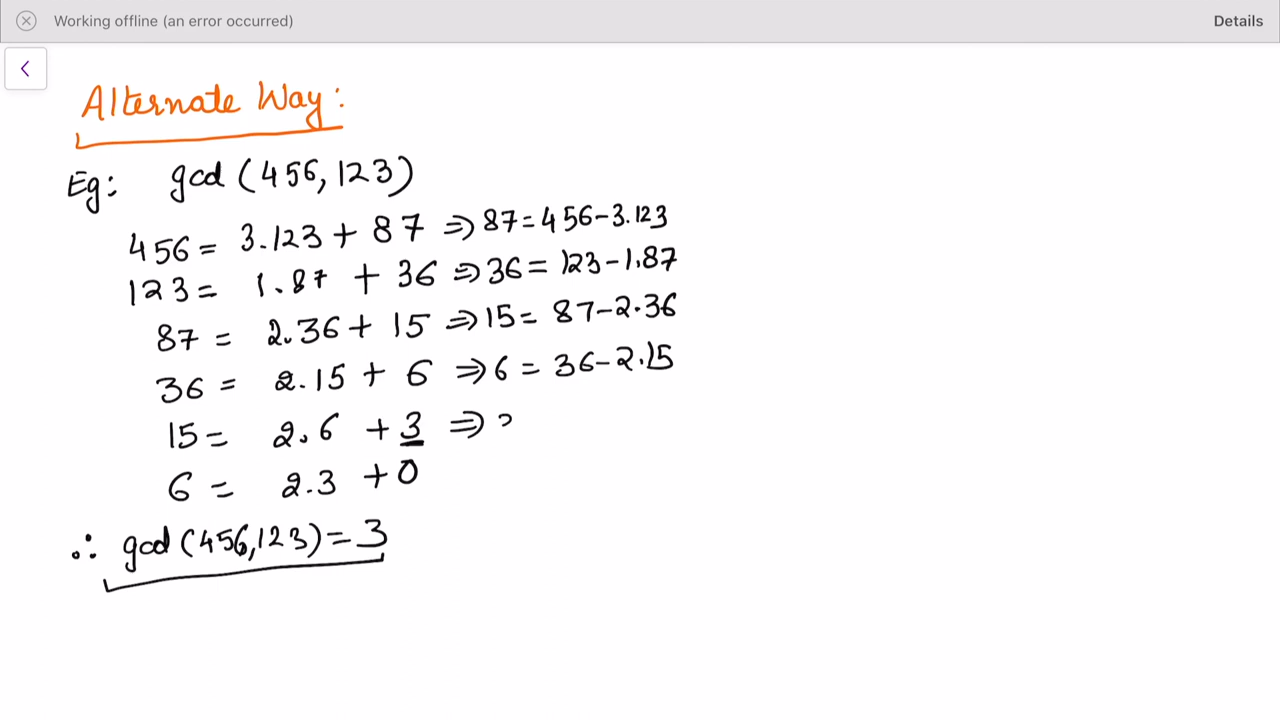 Working offline (an error occurred) Details
Alternate Way:
Eg: gcd (456, 123)
456 = 3.123 + 87 ⇒ 87 = 456 - 3.123
123 = 1.87 + 36 ⇒ 36 = 123 - 1.87
87 = 2.36 + 15 ⇒ 15 = 87 - 2.36
36 = 2.15 + 6 ⇒ 6 = 36 - 2.15
15 = 2.6 + 3 ⇒
6 = 2.3 + 0
∴ gcd (456, 123) = 3